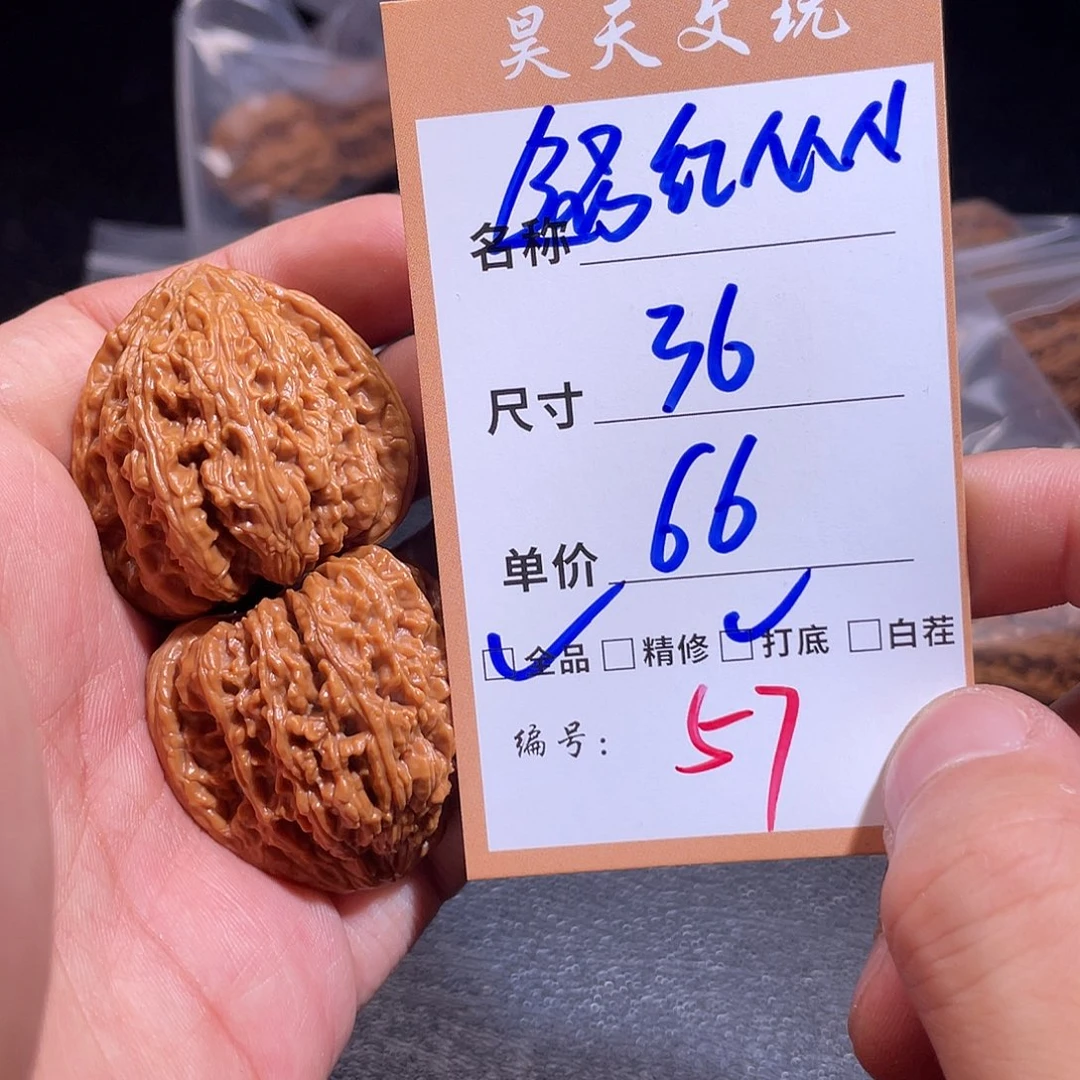 昊天文玩
名称 红
尺寸 36
单价 66
☑全品 □精修 ☑打底 □白茬
编号： 57